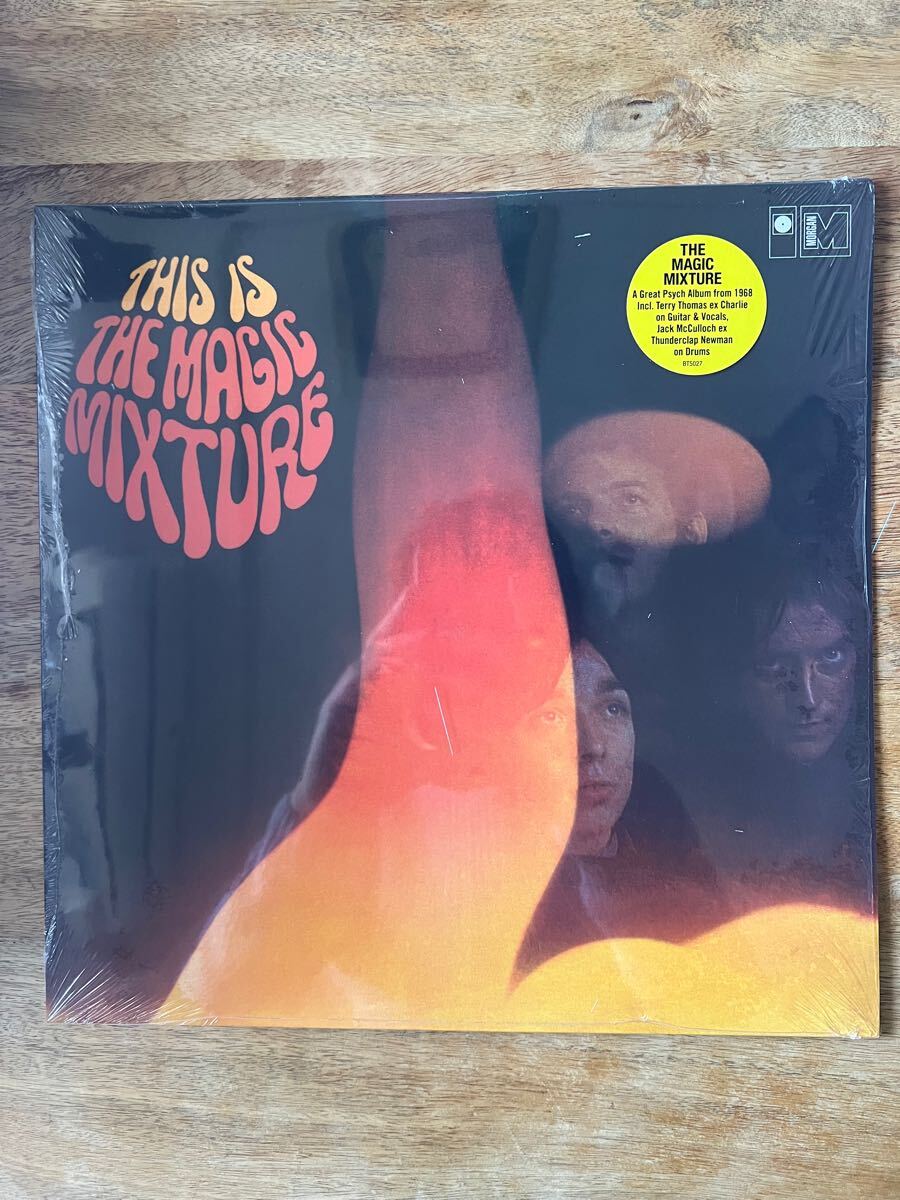 THIS IS
THE MAGIC
MIXTURE
THE
MAGIC
MIXTURE
A Great Psych Album from 1968
Incl. Terry Thomas ex Charlie
on Guitar & Vocals,
Jack McCulloch ex
Thunderclap Newman
on Drums
BT5027
MORGAN
M